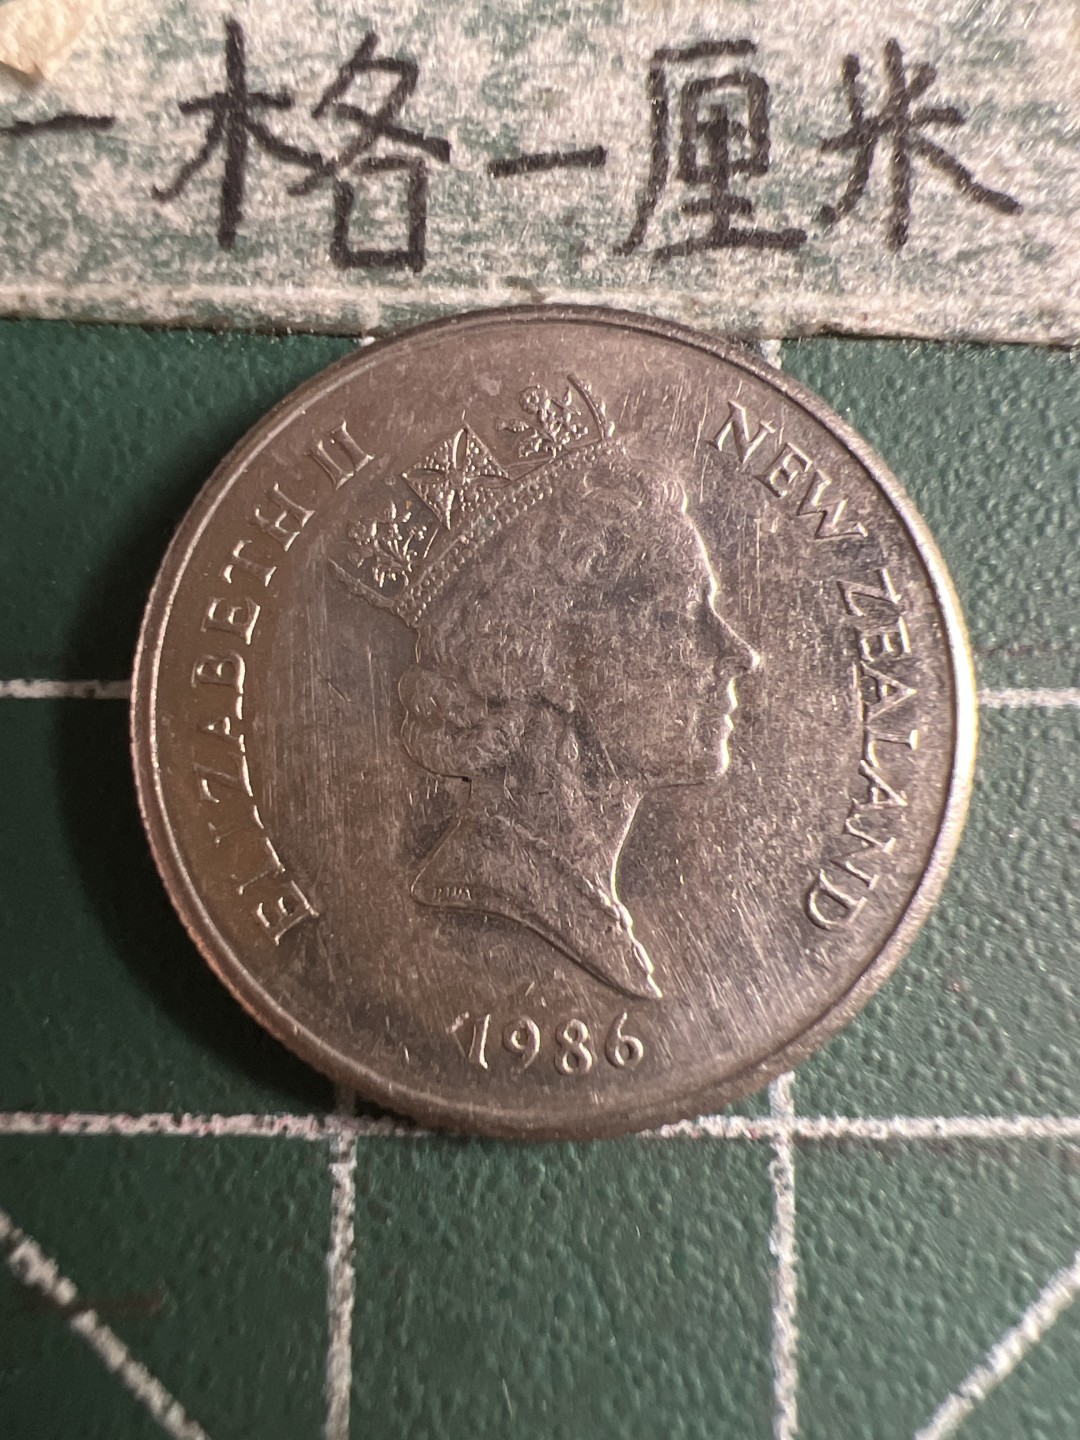 一格一厘米
ELIZABETH II
NEW ZEALAND
1986